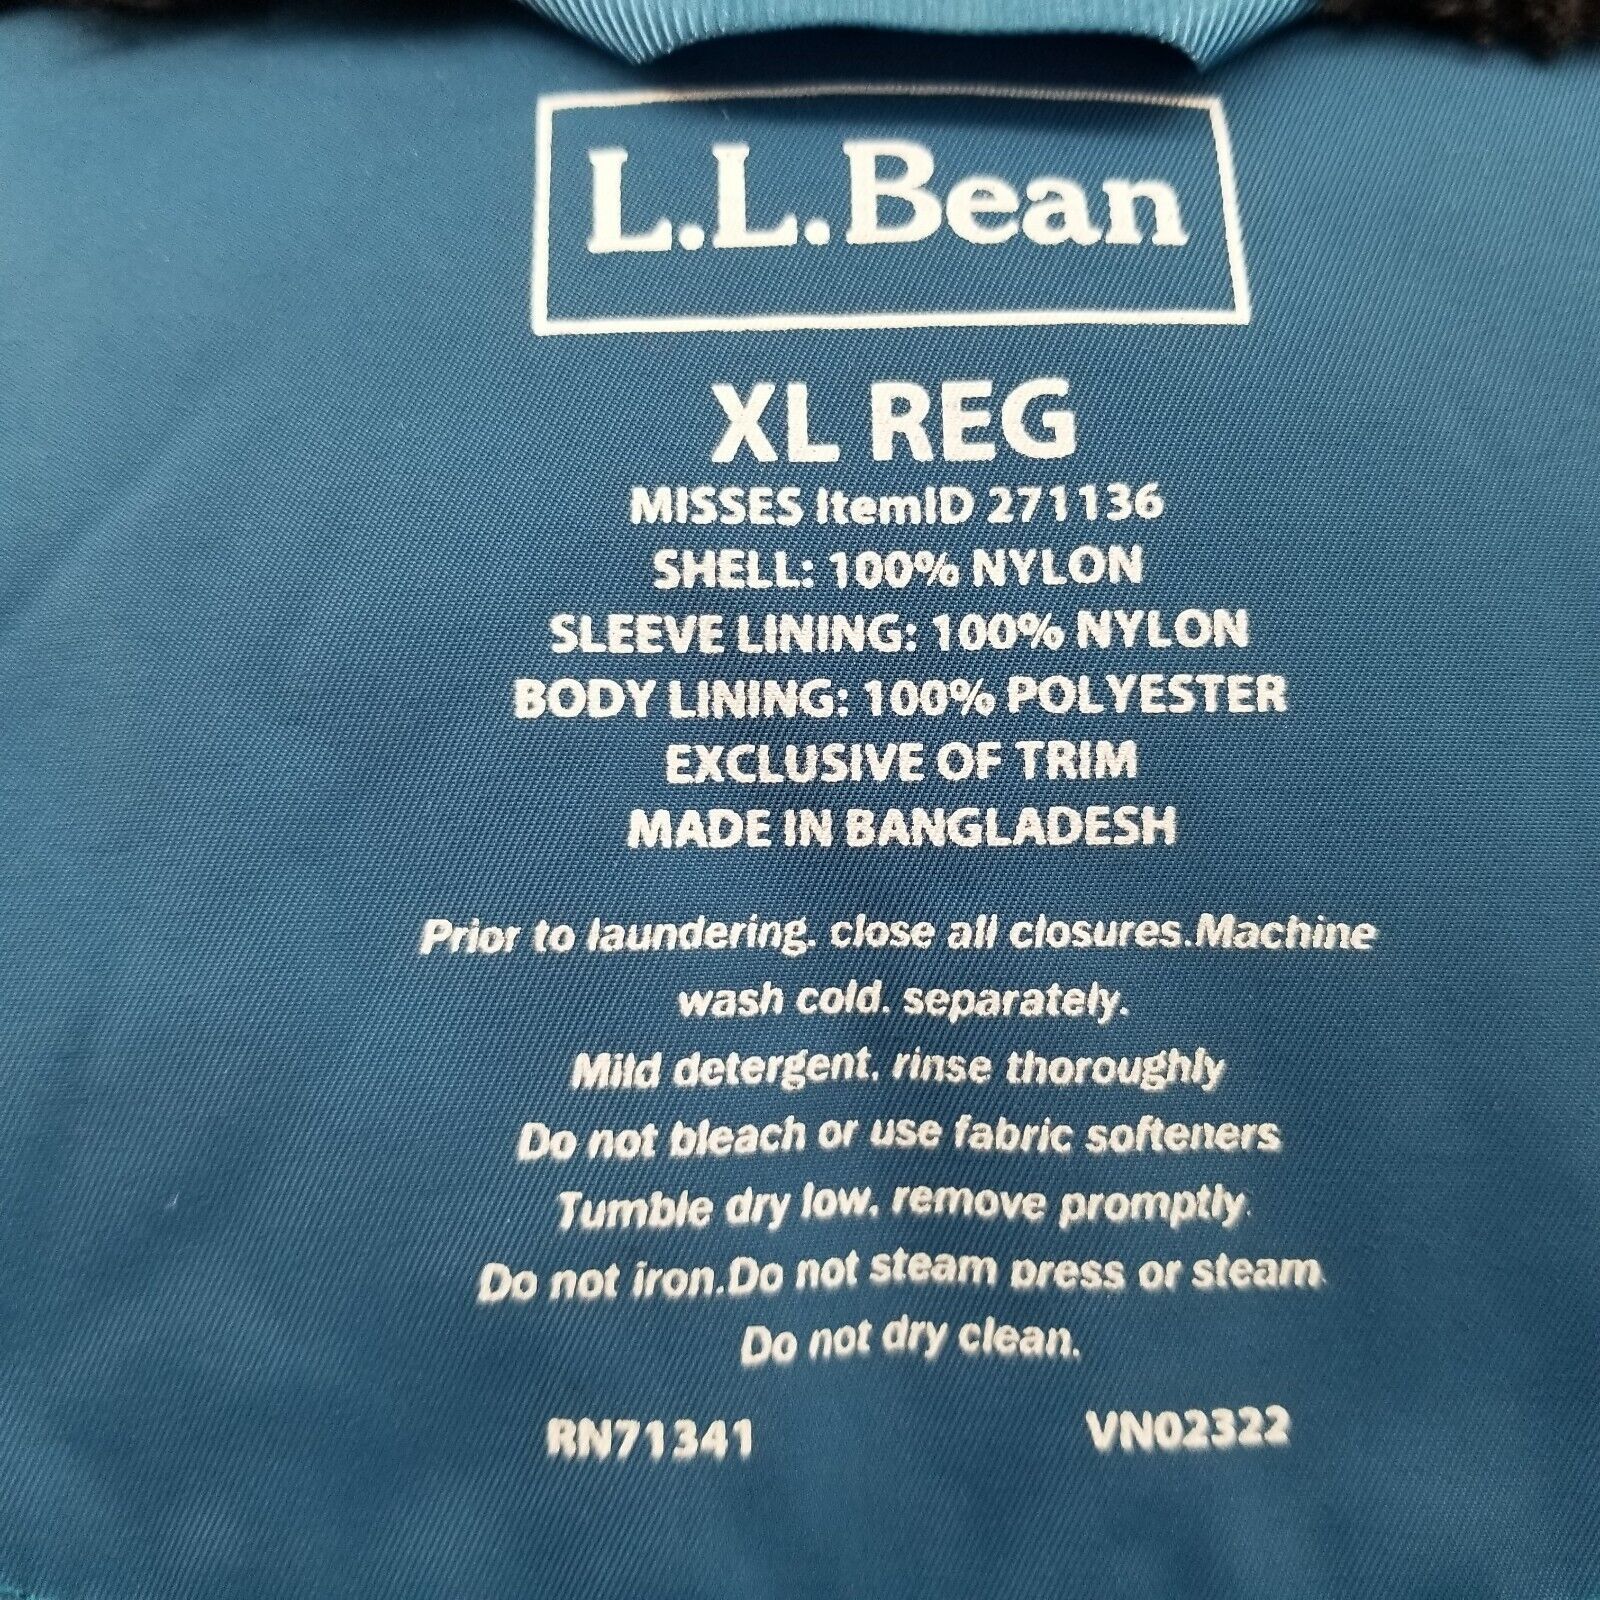 L.L.Bean
XL REG
MISSES ItemID 271136
SHELL: 100% NYLON
SLEEVE LINING: 100% NYLON
BODY LINING: 100% POLYESTER
EXCLUSIVE OF TRIM
MADE IN BANGLADESH
Prior to laundering. close all closures.Machine
wash cold. separately.
Mild detergent. rinse thoroughly
Do not bleach or use fabric softeners
Tumble dry low. remove promptly.
Do not iron.Do not steam press or steam.
Do not dry clean.
RN71341 VN02322